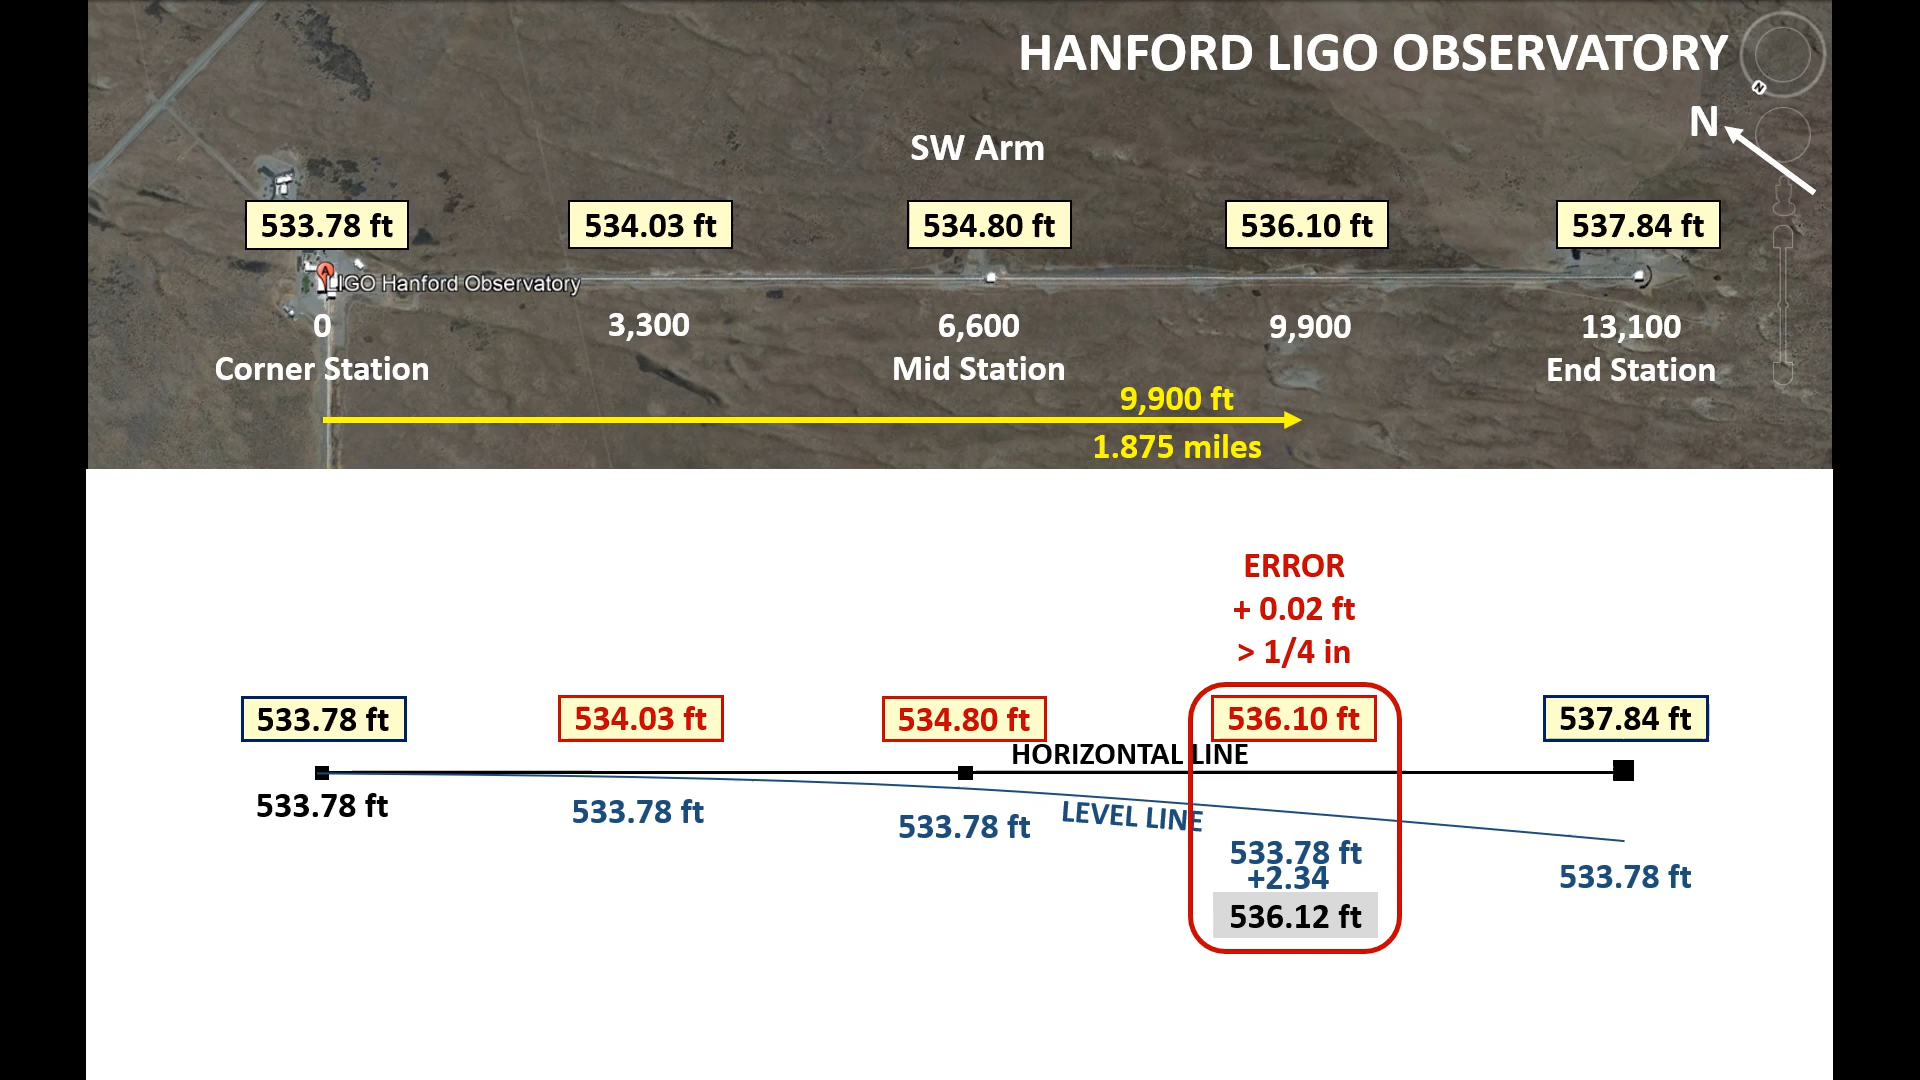 HANFORD LIGO OBSERVATORY
N
N
SW Arm
533.78 ft 534.03 ft 534.80 ft 536.10 ft 537.84 ft
A
LIGO Hanford Observatory
0 3,300 6,600 9,900 13,100
Corner Station Mid Station End Station
9,900 ft
1.875 miles
ERROR
+ 0.02 ft
> 1/4 in
533.78 ft 534.03 ft 534.80 ft 536.10 ft 537.84 ft
HORIZONTAL LINE
533.78 ft 533.78 ft 533.78 ft
LEVEL LINE
533.78 ft 533.78 ft
+2.34
536.12 ft